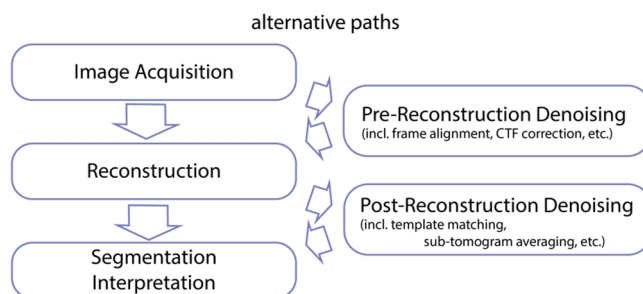 alternative paths
Image Acquisition
Pre-Reconstruction Denoising
(incl. frame alignment, CTF correction, etc.)
Reconstruction
Post-Reconstruction Denoising
(incl. template matching,
sub-tomogram averaging, etc.)
Segmentation
Interpretation